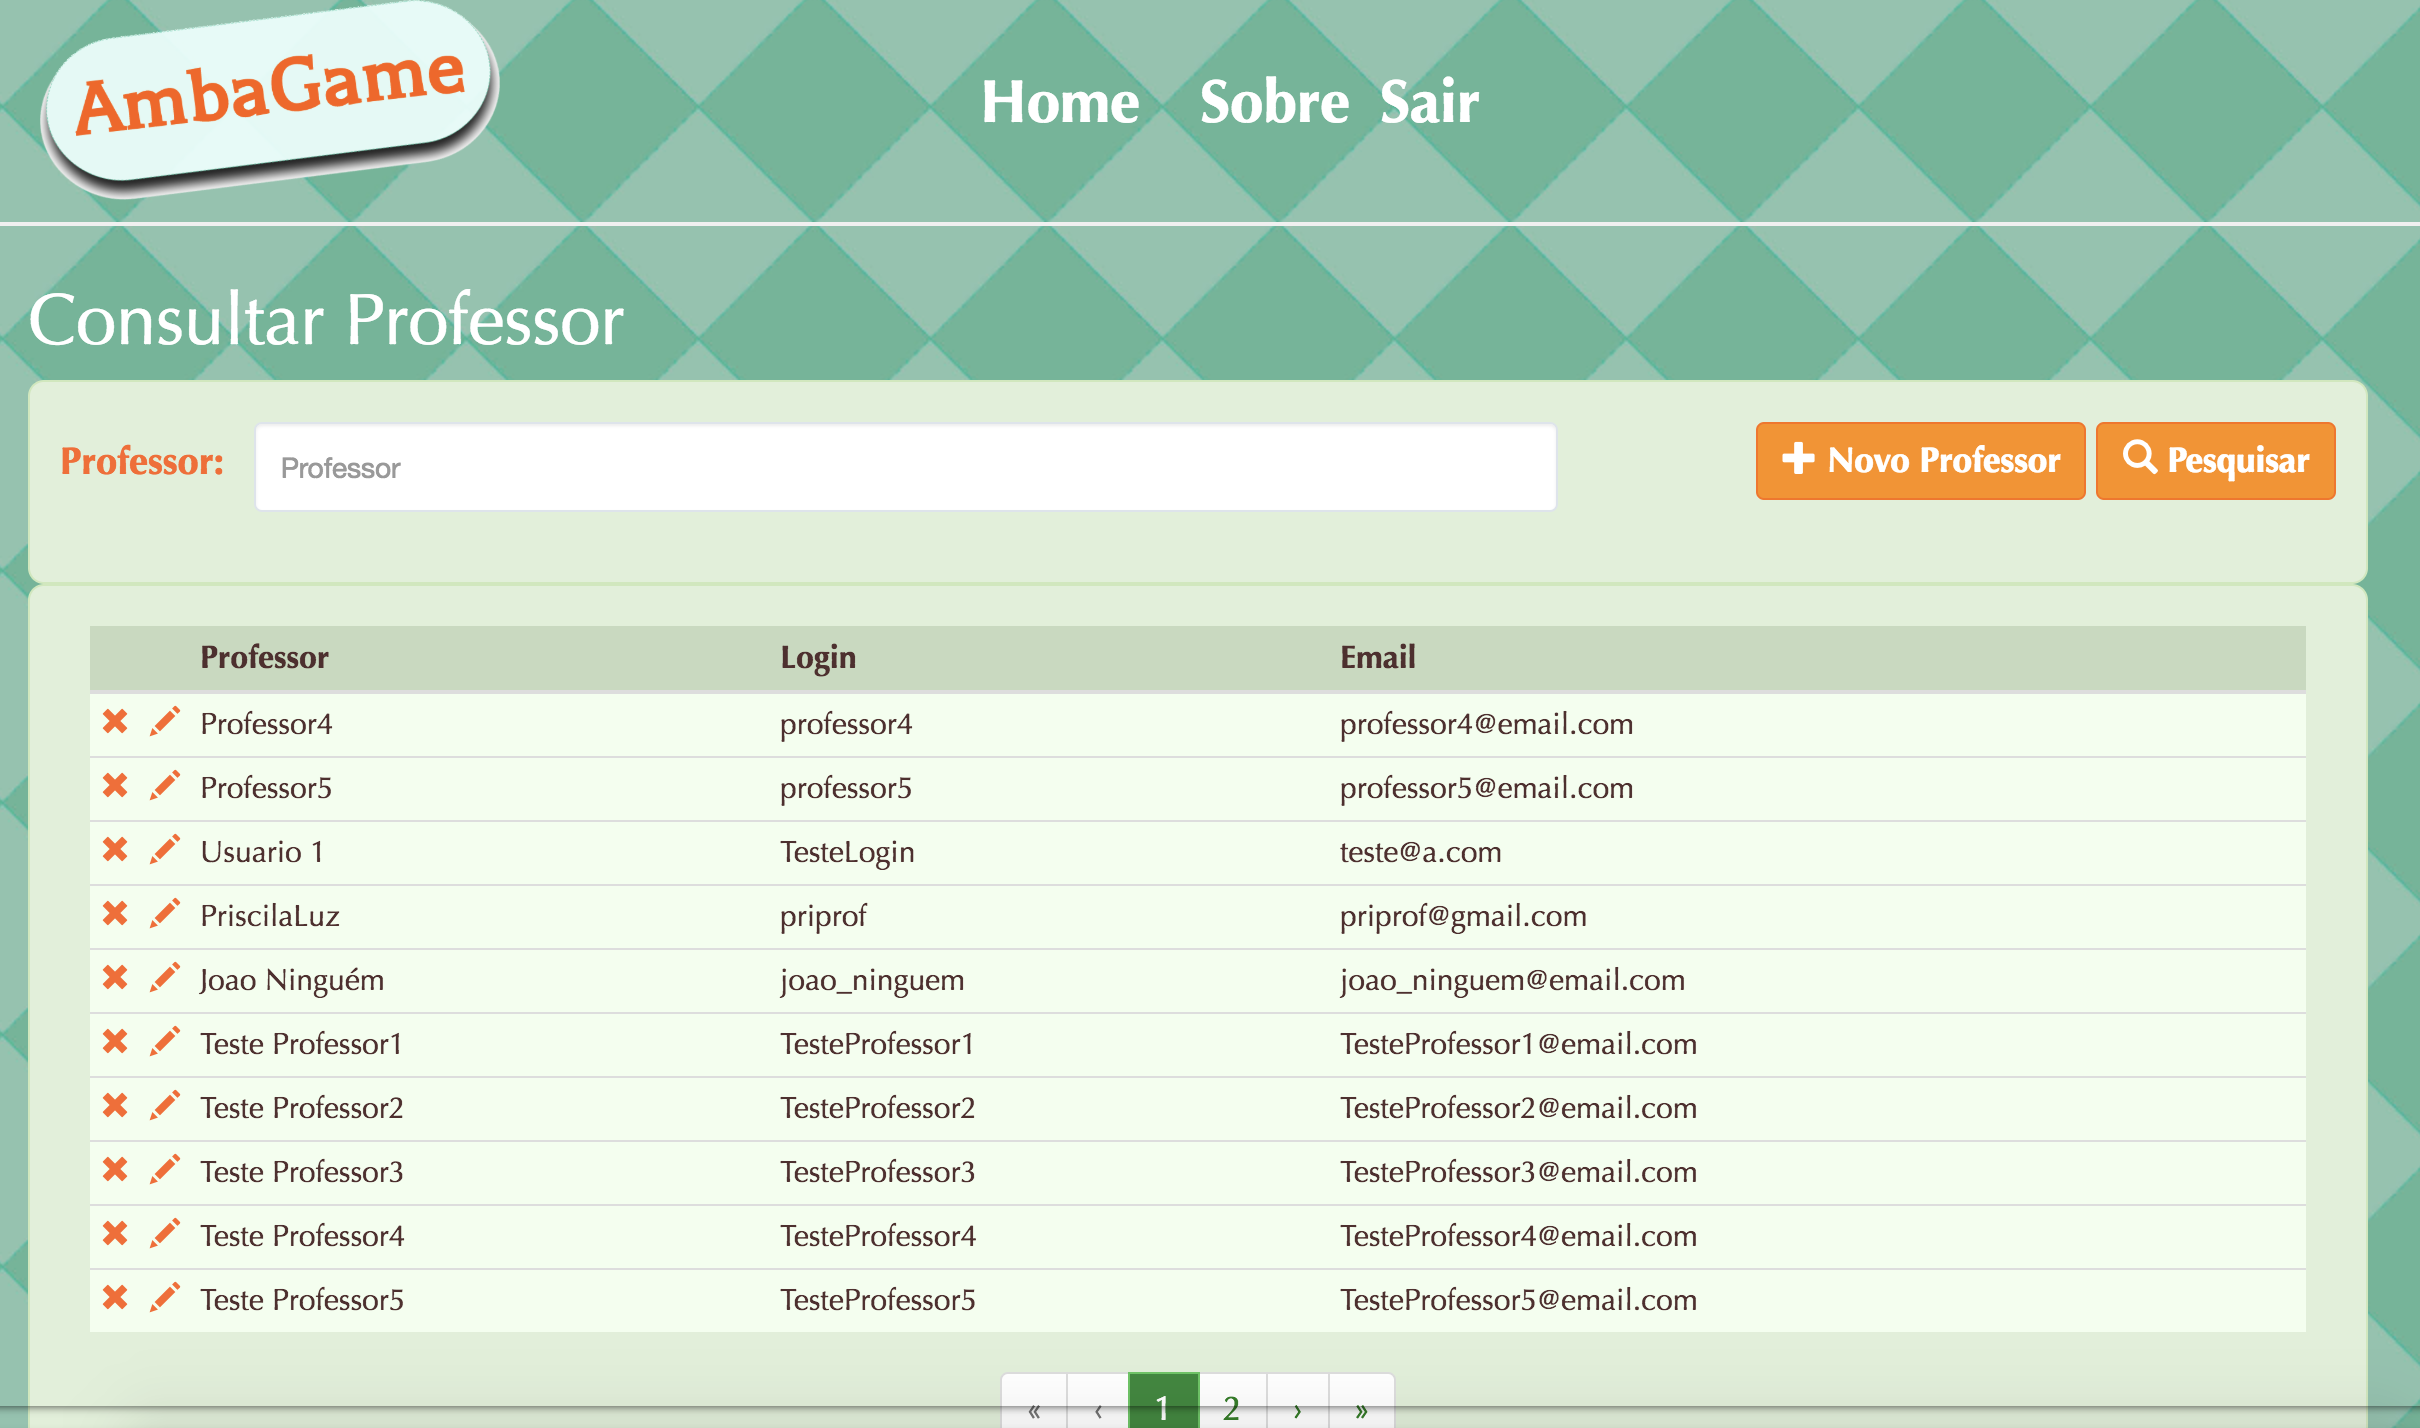 AmbaGame
Home Sobre Sair
Consultar Professor
Professor: Professor Novo Professor Pesquisar
Professor Login Email
Professor4 professor4 professor4@email.com
Professor5 professor5 professor5@email.com
Usuario 1 TesteLogin teste@a.com
PriscilaLuz priprof priprof@gmail.com
Joao Ninguém joao_ninguem joao_ninguem@email.com
Teste Professor1 TesteProfessor1 TesteProfessor1@email.com
Teste Professor2 TesteProfessor2 TesteProfessor2@email.com
Teste Professor3 TesteProfessor3 TesteProfessor3@email.com
Teste Professor4 TesteProfessor4 TesteProfessor4@email.com
Teste Professor5 TesteProfessor5 TesteProfessor5@email.com
« ‹ 1 2 › »